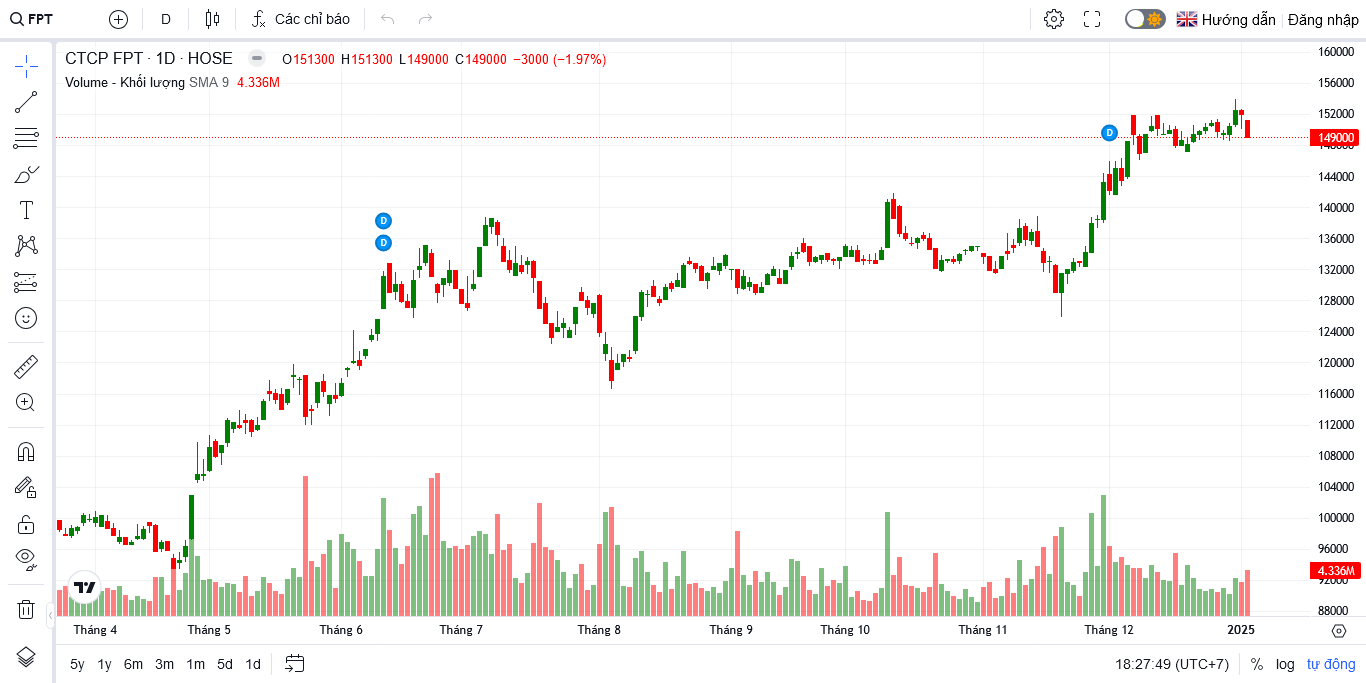 FPT D Các chỉ báo Hướng dẫn Đăng nhập
CTCP FPT · 1D · HOSE O151300 H151300 L149000 C149000 −3000 (−1.97%)
Volume - Khối lượng SMA 9 4.336M
160000
156000
152000
149000
148000
144000
140000
136000
132000
128000
124000
120000
116000
112000
108000
104000
100000
96000
4.336M
92000
88000
D
D
D
Tháng 4 Tháng 5 Tháng 6 Tháng 7 Tháng 8 Tháng 9 Tháng 10 Tháng 11 Tháng 12 2025
5y 1y 6m 3m 1m 5d 1d 18:27:49 (UTC+7) % log tự động